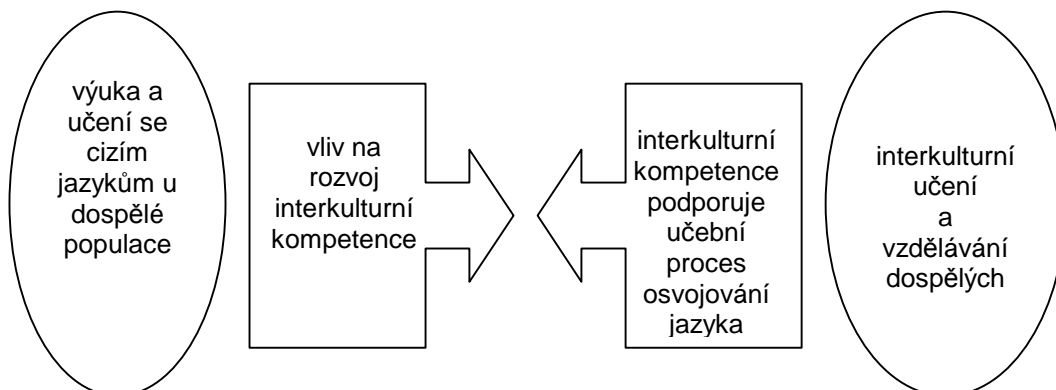 výuka a
učení se
cizím
jazykům u
dospělé
populace
vliv na
rozvoj
interkulturní
kompetence
interkulturní
kompetence
podporuje
učební
proces
osvojování
jazyka
interkulturní
učení
a
vzdělávání
dospělých